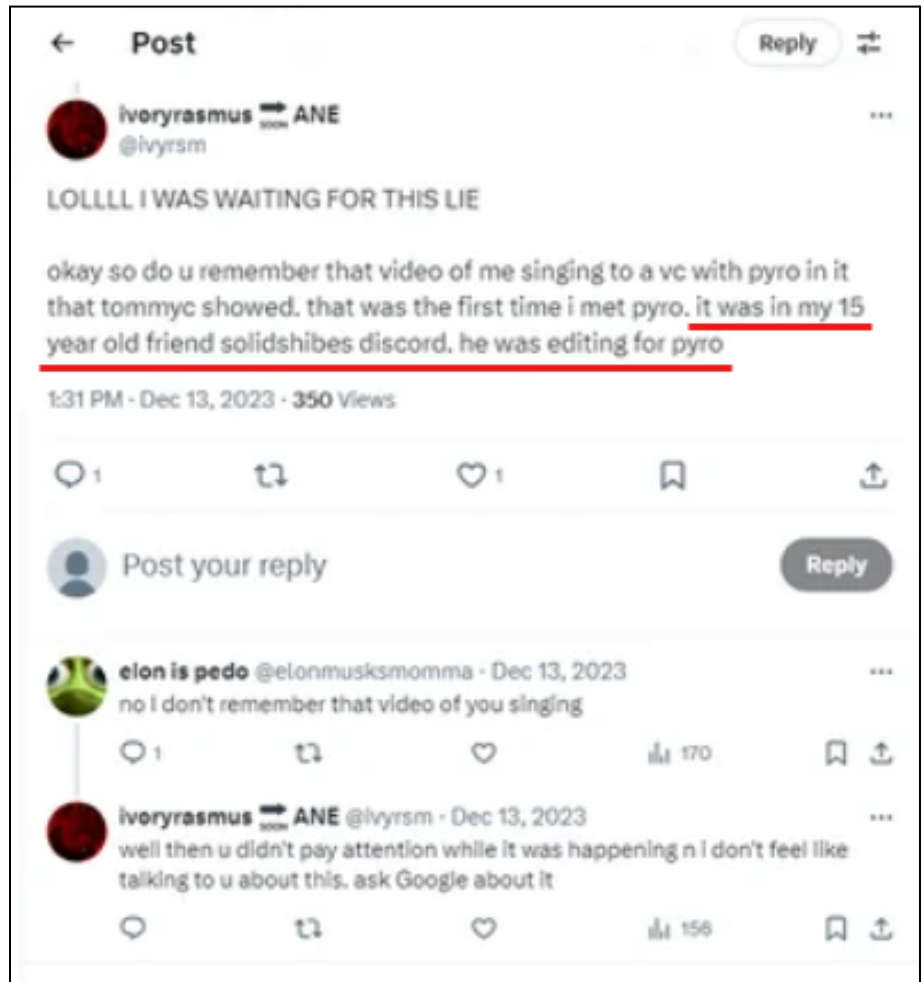 ← Post Reply
ivoryrasmus 🔜 ANE
@ivyrsm
LOLLLL I WAS WAITING FOR THIS LIE
okay so do u remember that video of me singing to a vc with pyro in it
that tommyc showed. that was the first time i met pyro. it was in my 15
year old friend solidshibes discord. he was editing for pyro
1:31 PM · Dec 13, 2023 · 350 Views
1 1
Post your reply Reply
elon is pedo @elonmusksmomma · Dec 13, 2023
no i don't remember that video of you singing
1 170
ivoryrasmus 🔜 ANE @ivyrsm · Dec 13, 2023
well then u didn't pay attention while it was happening n i don't feel like
talking to u about this. ask Google about it
156